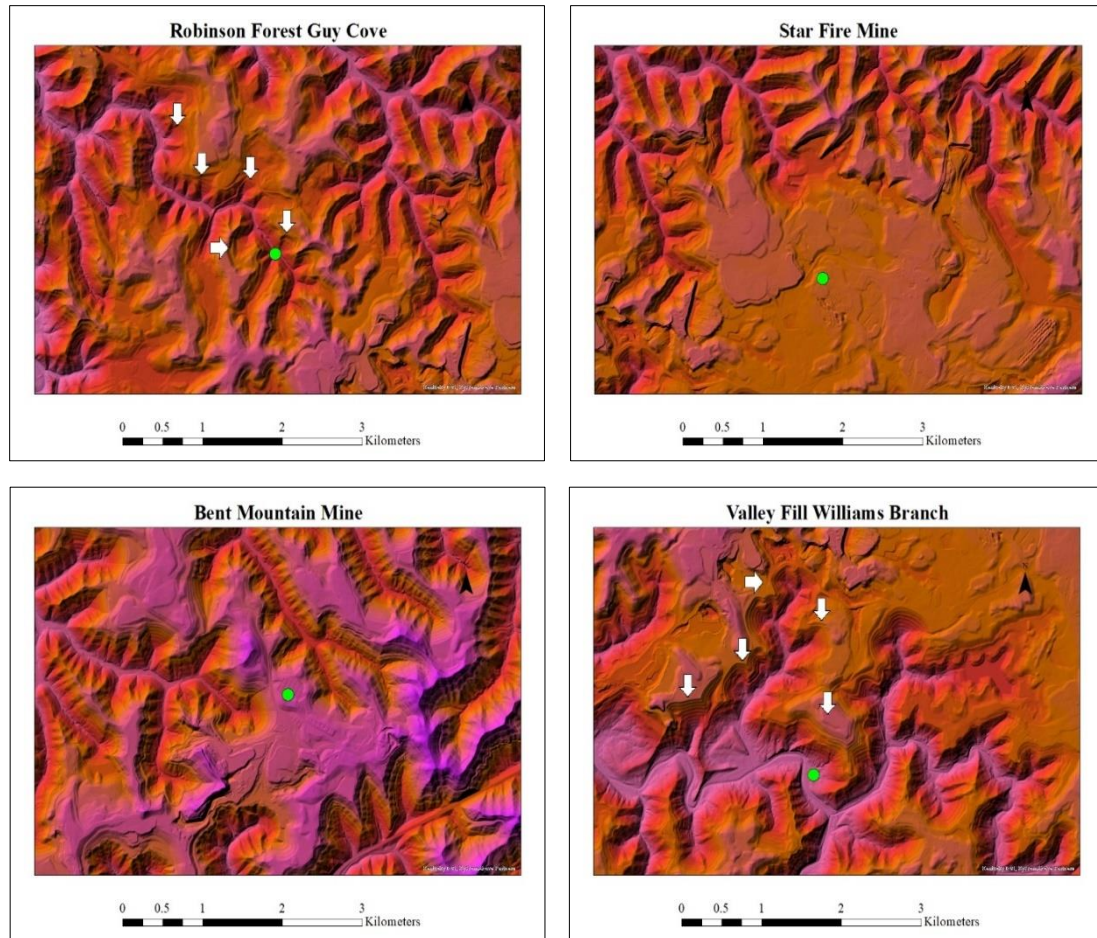 Robinson Forest Guy Cove
0 0.5 1 2 3
Kilometers
Star Fire Mine
0 0.5 1 2 3
Kilometers
Bent Mountain Mine
N
0 0.5 1 2 3
Kilometers
Valley Fill Williams Branch
N
0 0.5 1 2 3
Kilometers